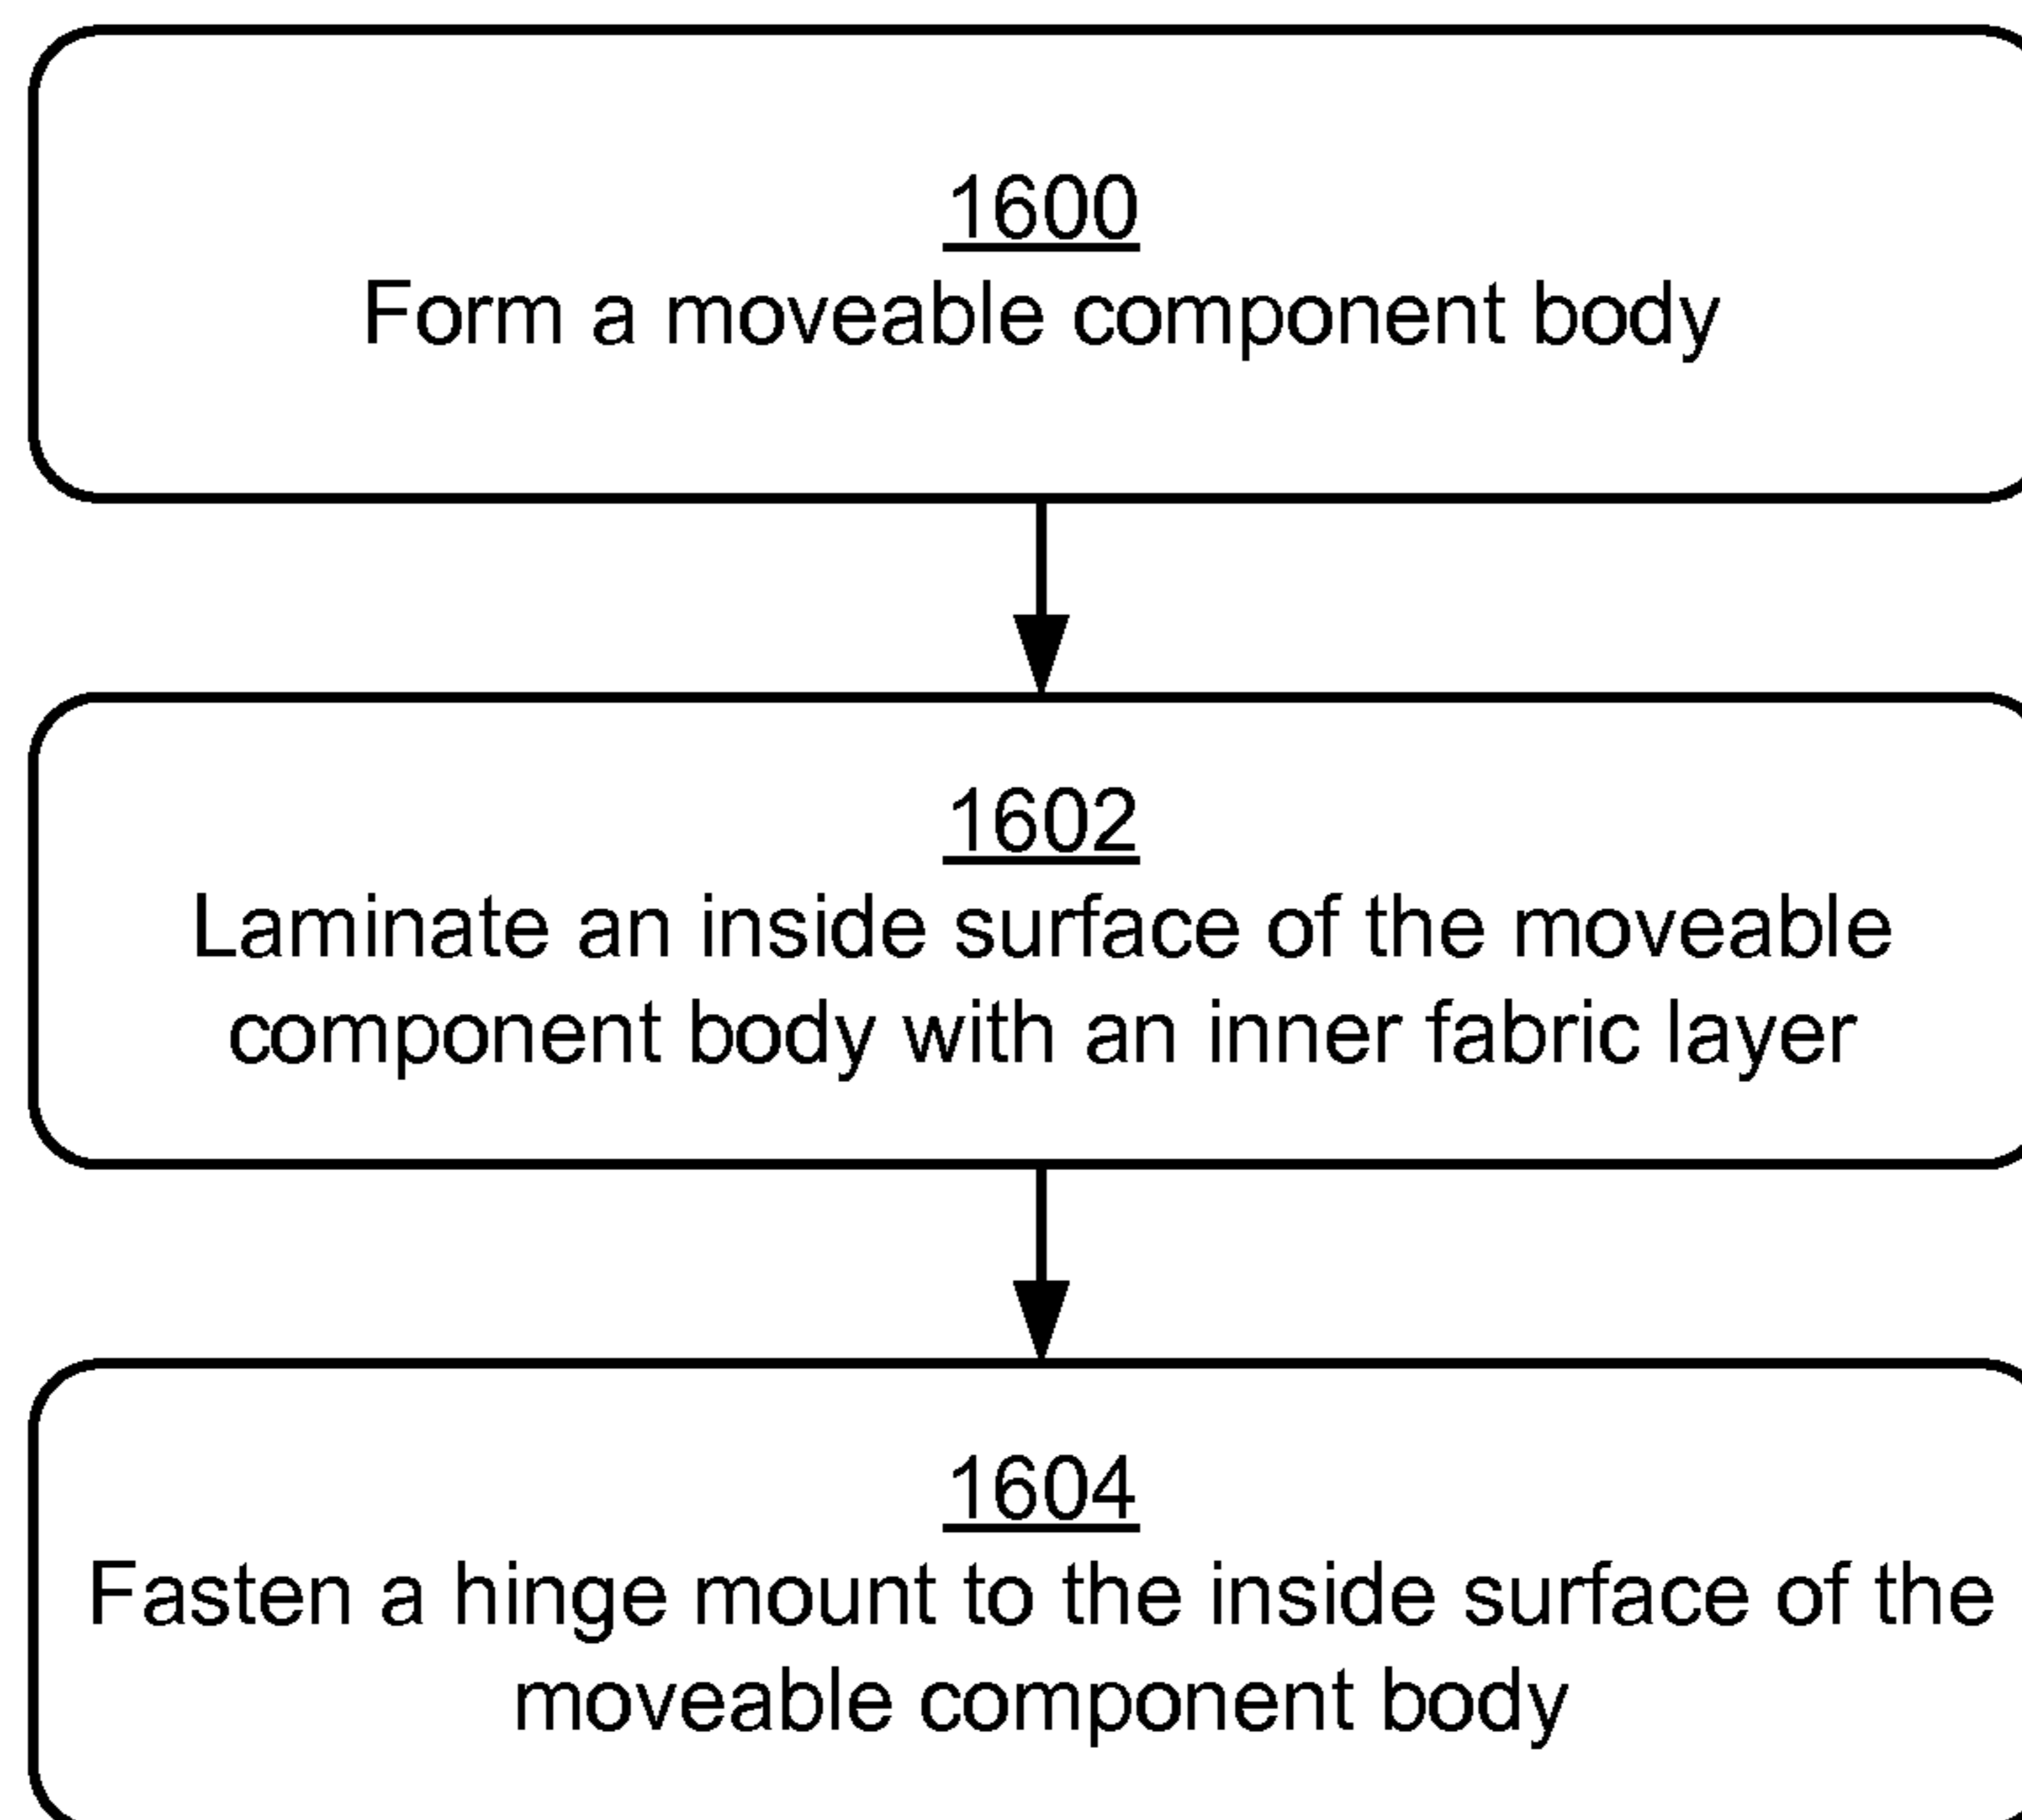 1600
Form a moveable component body
1602
Laminate an inside surface of the moveable
component body with an inner fabric layer
1604
Fasten a hinge mount to the inside surface of the
moveable component body